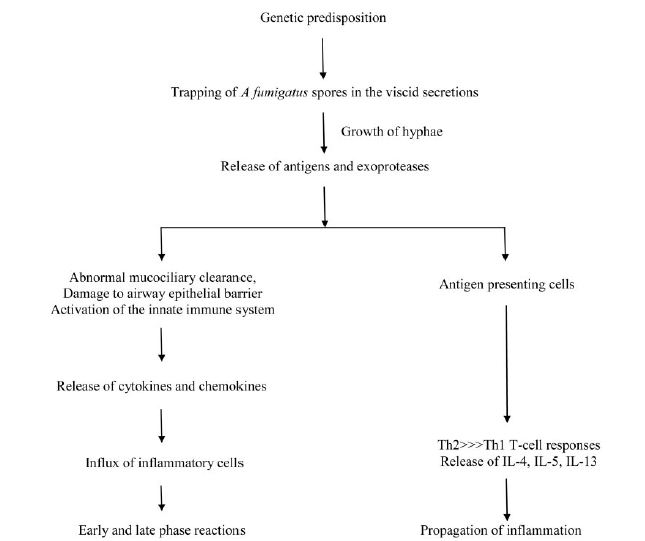 Genetic predisposition
Trapping of A fumigatus spores in the viscid secretions
Growth of hyphae
Release of antigens and exoproteases
Abnormal mucociliary clearance,
Damage to airway epithelial barrier
Activation of the innate immune system
Antigen presenting cells
Release of cytokines and chemokines
Th2>>>Th1 T-cell responses
Release of IL-4, IL-5, IL-13
Influx of inflammatory cells
Early and late phase reactions
Propagation of inflammation